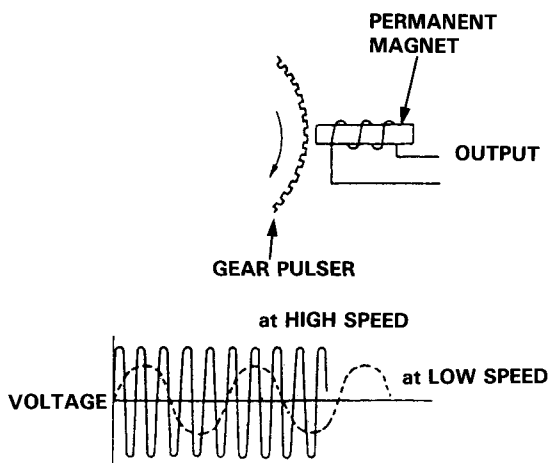 PERMANENT
MAGNET
OUTPUT
GEAR PULSER
at HIGH SPEED
at LOW SPEED
VOLTAGE